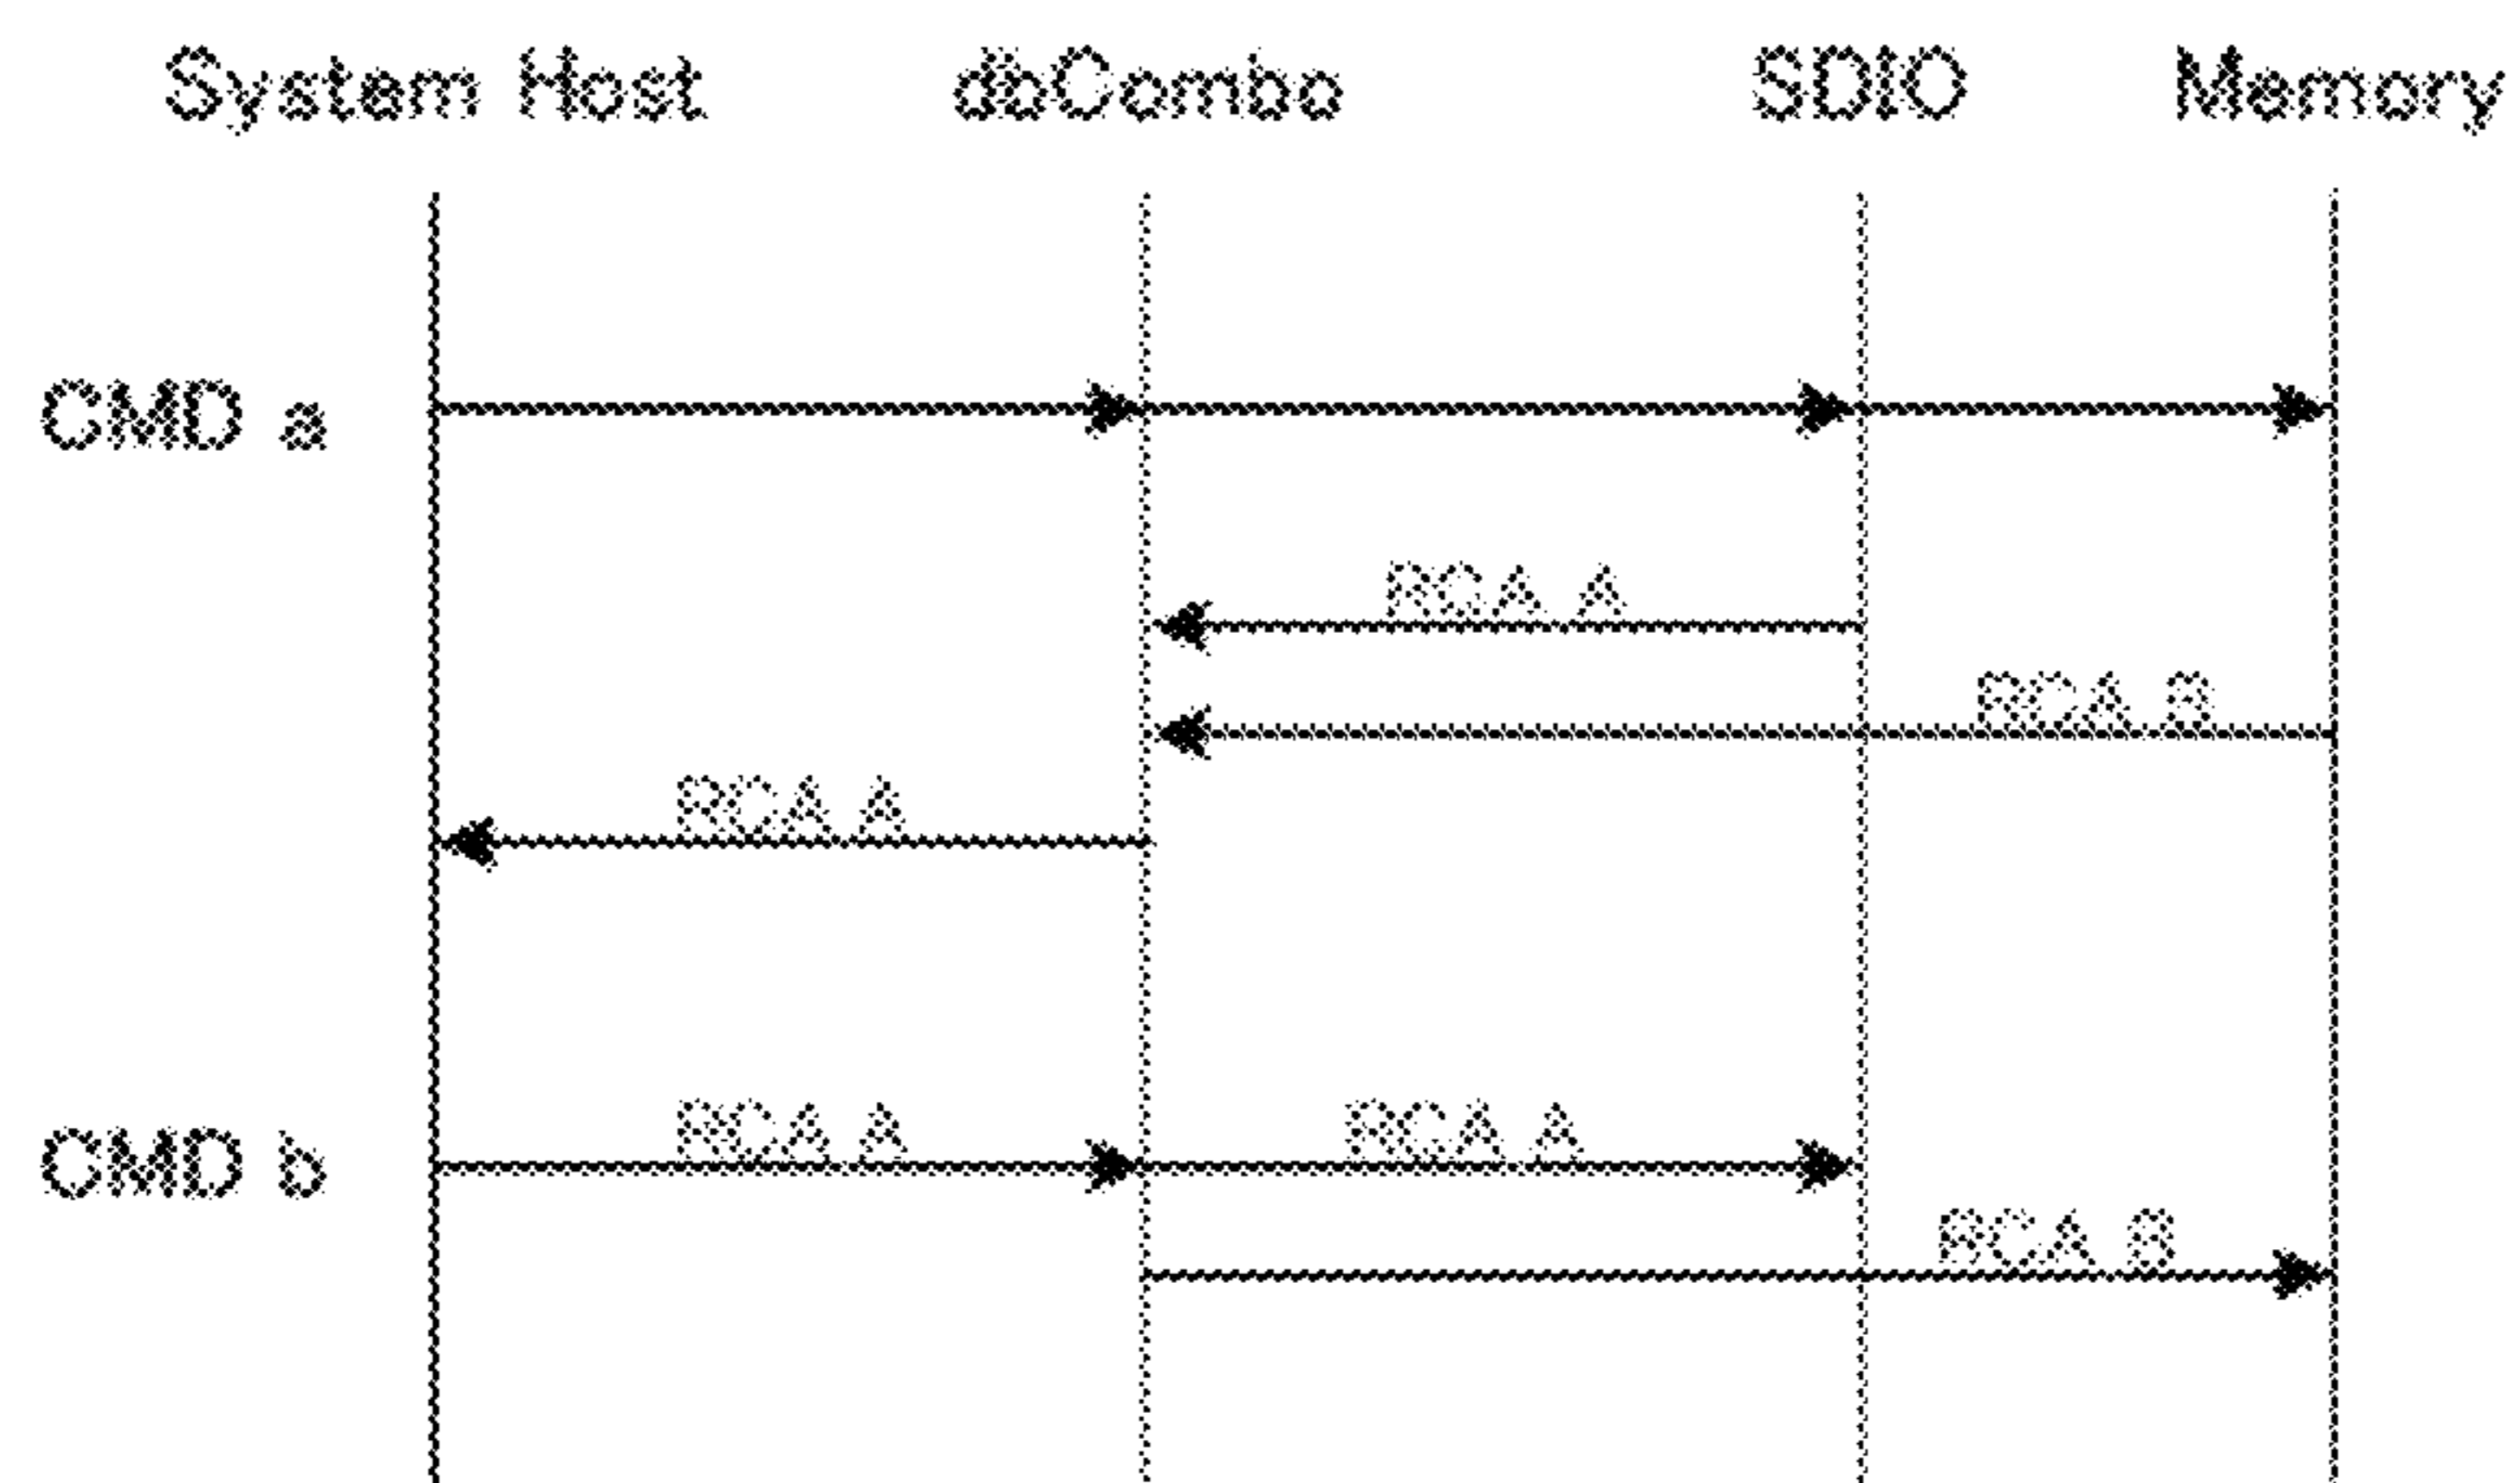 System Host dbCombo SDIO Memory
CMD a
RCA A
RCA B
RCA A
CMD b RCA A RCA A
RCA B